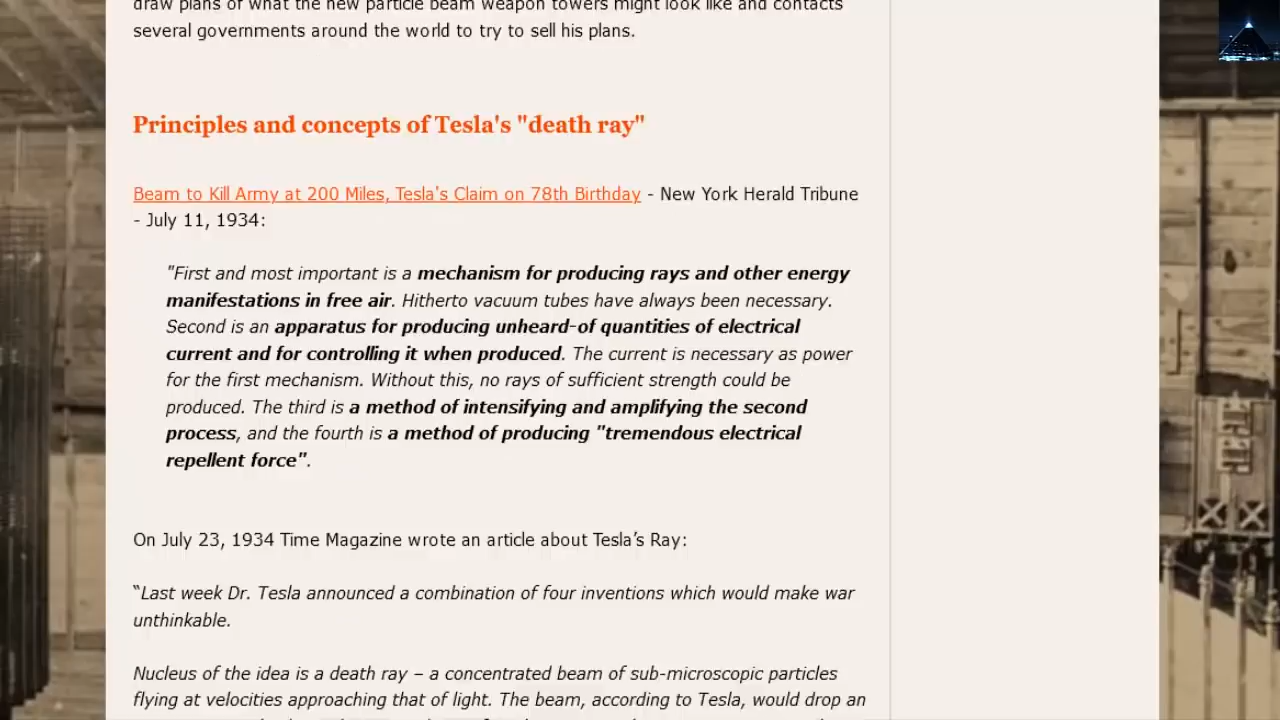 draw plans of what the new particle beam weapon towers might look like and contacts
several governments around the world to try to sell his plans.
Principles and concepts of Tesla's "death ray"
Beam to Kill Army at 200 Miles, Tesla's Claim on 78th Birthday - New York Herald Tribune
- July 11, 1934:
"First and most important is a mechanism for producing rays and other energy
manifestations in free air. Hitherto vacuum tubes have always been necessary.
Second is an apparatus for producing unheard-of quantities of electrical
current and for controlling it when produced. The current is necessary as power
for the first mechanism. Without this, no rays of sufficient strength could be
produced. The third is a method of intensifying and amplifying the second
process, and the fourth is a method of producing "tremendous electrical
repellent force".
On July 23, 1934 Time Magazine wrote an article about Tesla’s Ray:
“Last week Dr. Tesla announced a combination of four inventions which would make war
unthinkable.
Nucleus of the idea is a death ray – a concentrated beam of sub-microscopic particles
flying at velocities approaching that of light. The beam, according to Tesla, would drop an